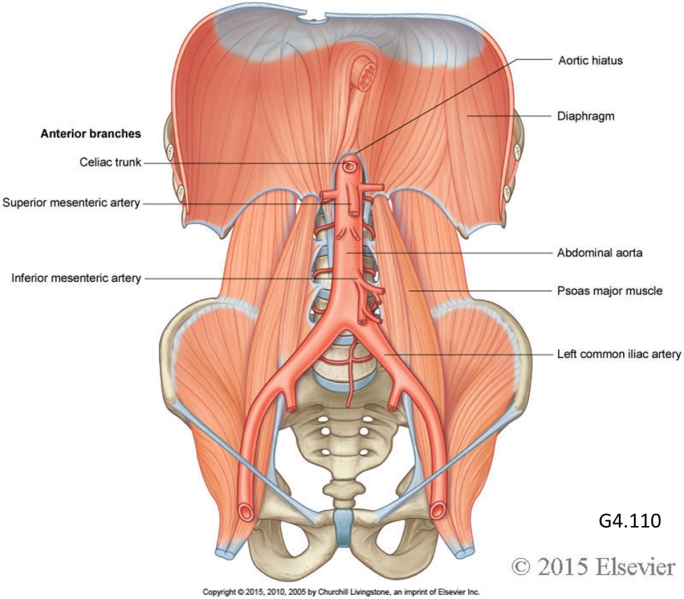 Aortic hiatus
Diaphragm
Anterior branches
Celiac trunk
Superior mesenteric artery
Abdominal aorta
Inferior mesenteric artery
Psoas major muscle
Left common iliac artery
G4.110
© 2015 Elsevier
Copyright © 2015, 2010, 2005 by Churchill Livingstone, an imprint of Elsevier Inc.